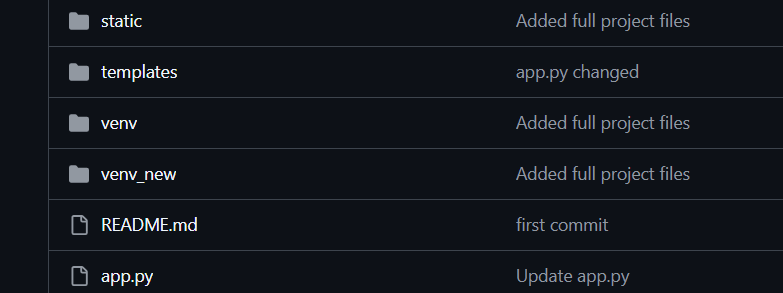 static Added full project files
templates app.py changed
venv Added full project files
venv_new Added full project files
README.md first commit
app.py Update app.py